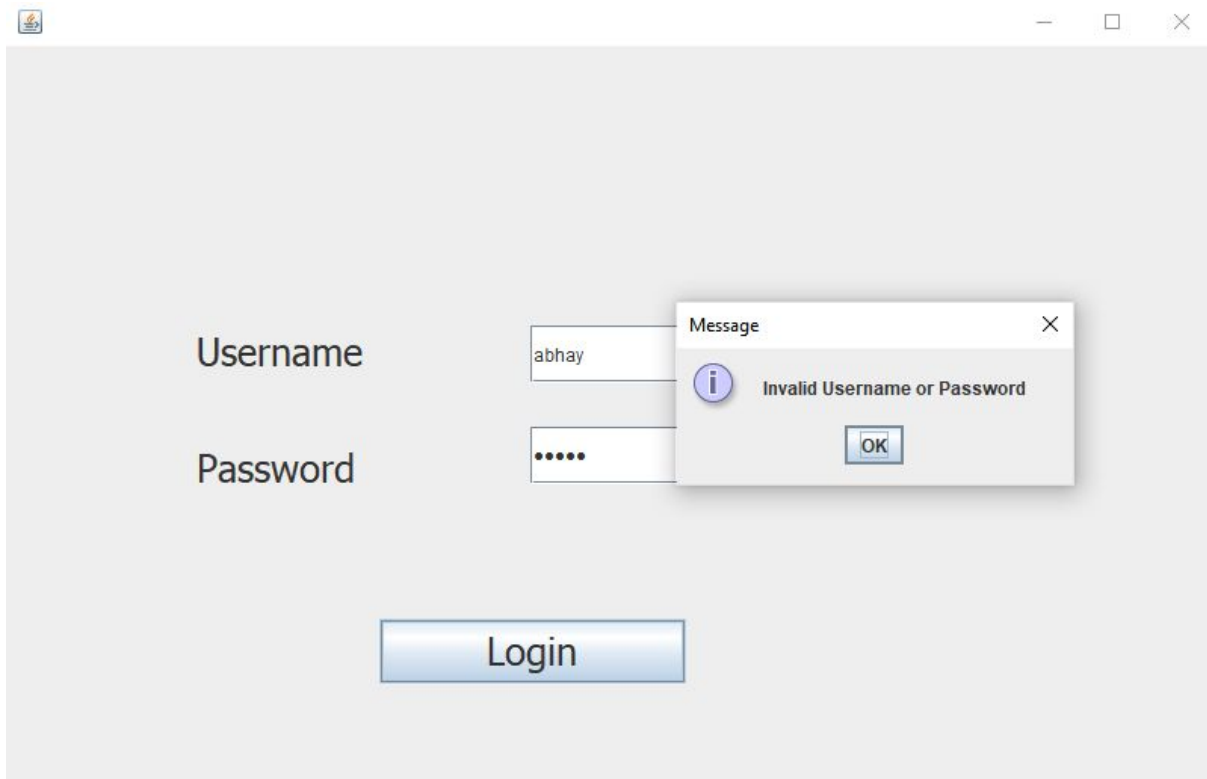 Username
abhay
Message
Invalid Username or Password
OK
Password
•••••
Login